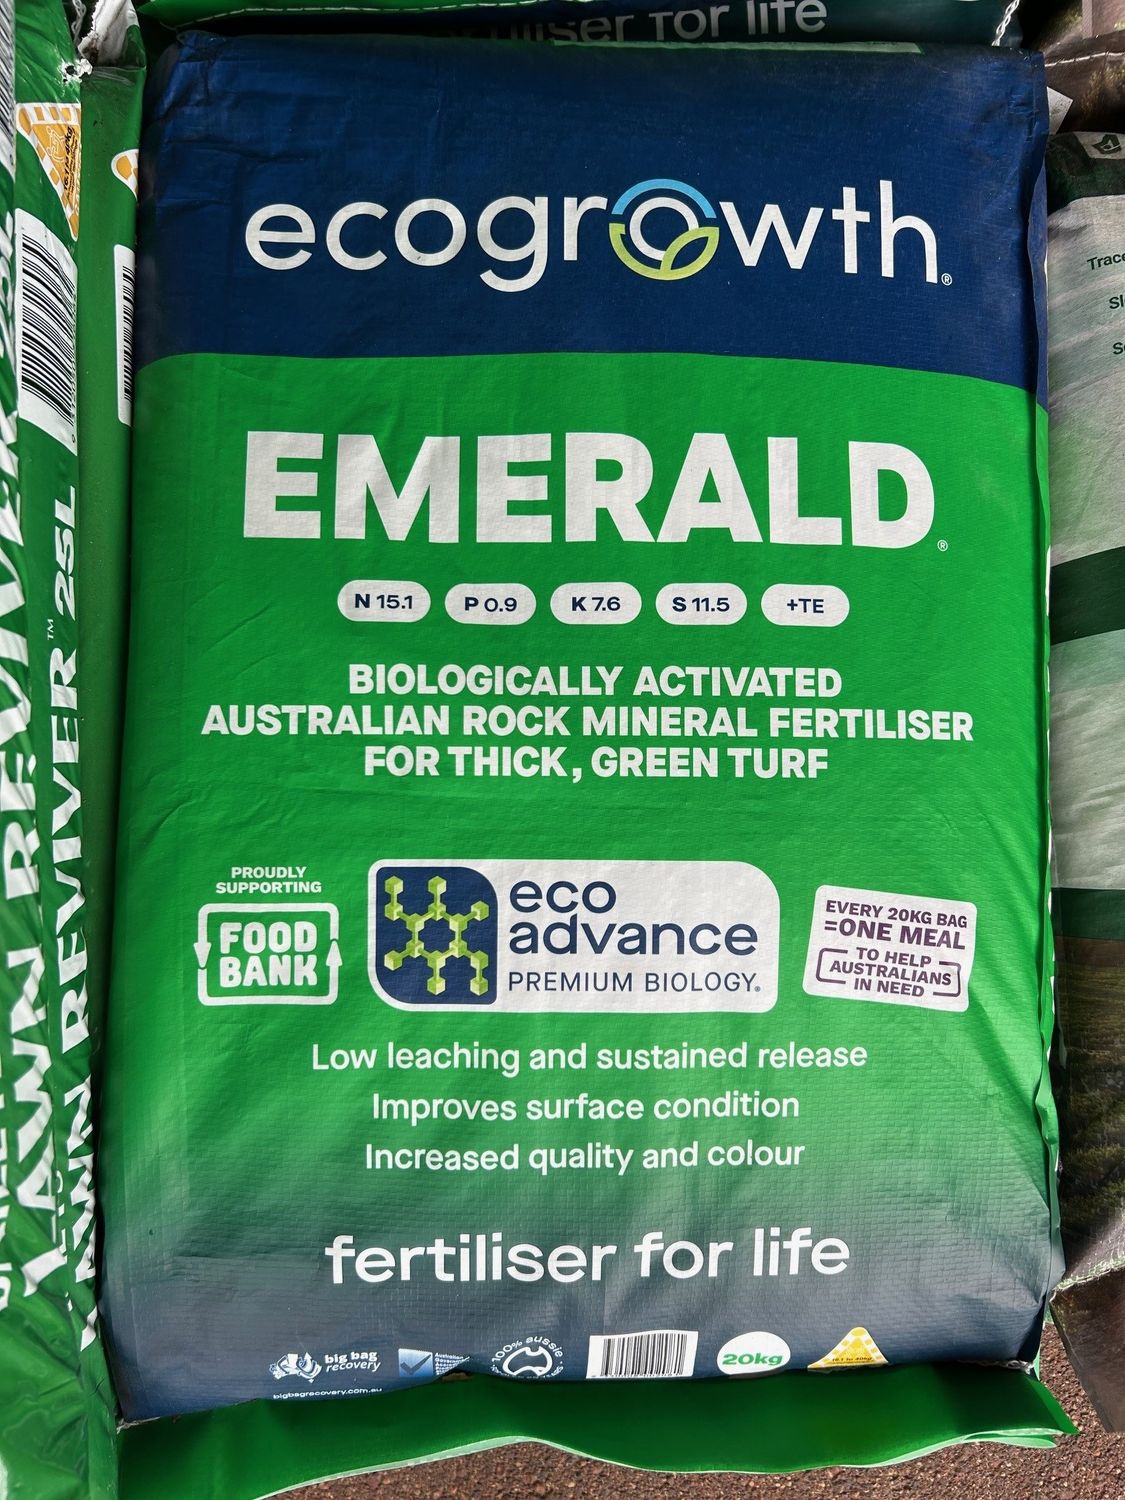 fertiliser for life
ecogrowth®
EMERALD®
N 15.1 P 0.9 K 7.6 S 11.5 +TE
BIOLOGICALLY ACTIVATED
AUSTRALIAN ROCK MINERAL FERTILISER
FOR THICK, GREEN TURF
PROUDLY
SUPPORTING
FOOD
BANK
eco
advance
PREMIUM BIOLOGY®
EVERY 20KG BAG
=ONE MEAL
TO HELP
AUSTRALIANS
IN NEED
Low leaching and sustained release
Improves surface condition
Increased quality and colour
fertiliser for life
big bag
recovery
bigbagrecovery.com.au
100% aussie
20kg
LAWN REVIVER
LAWN REVIVER™ 25L
Trace